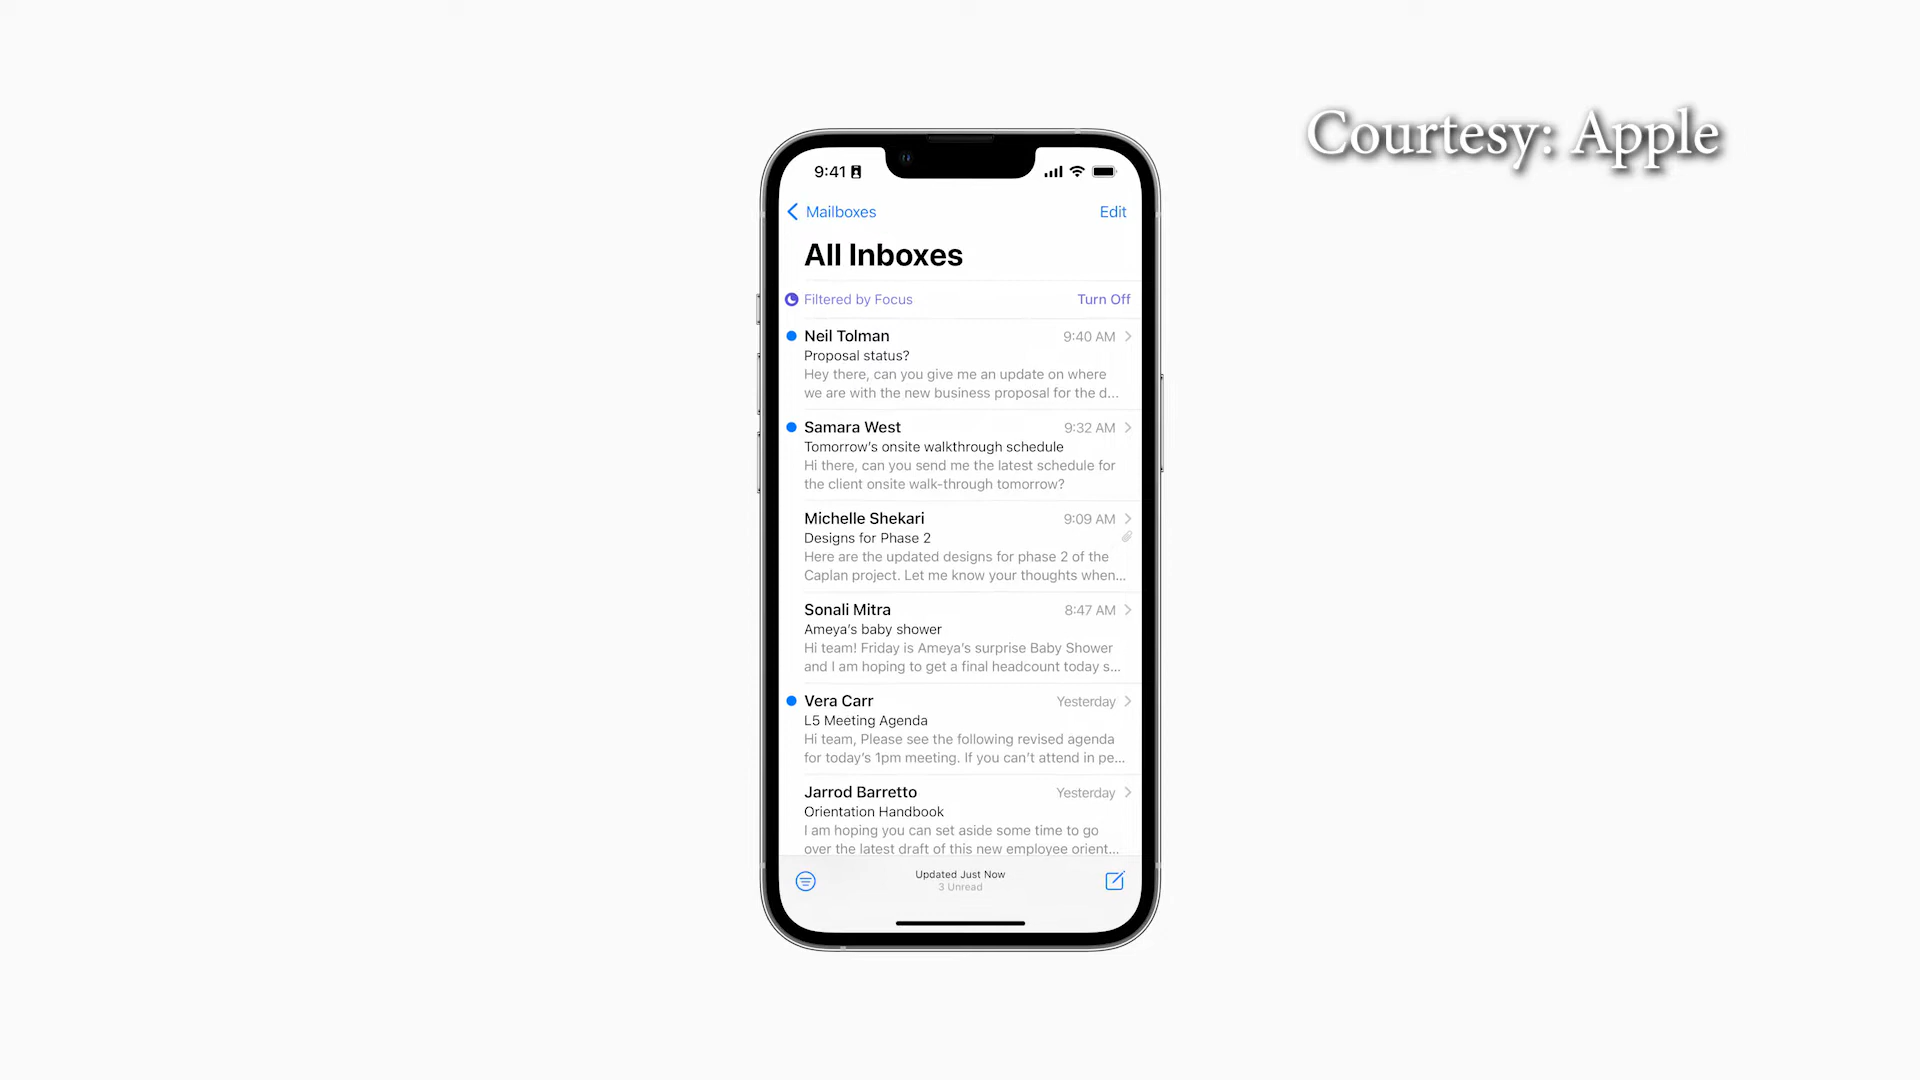 Courtesy: Apple
9:41
Mailboxes
Edit
All Inboxes
Filtered by Focus
Turn Off
Neil Tolman
9:40 AM
Proposal status?
Hey there, can you give me an update on where
we are with the new business proposal for the d...
Samara West
9:32 AM
Tomorrow's onsite walkthrough schedule
Hi there, can you send me the latest schedule for
the client onsite walk-through tomorrow?
Michelle Shekari
9:09 AM
Designs for Phase 2
Here are the updated designs for phase 2 of the
Caplan project. Let me know your thoughts when...
Sonali Mitra
8:47 AM
Ameya's baby shower
Hi team! Friday is Ameya's surprise Baby Shower
and I am hoping to get a final headcount today s...
Vera Carr
Yesterday
L5 Meeting Agenda
Hi team, Please see the following revised agenda
for today's 1pm meeting. If you can't attend in pe...
Jarrod Barretto
Yesterday
Orientation Handbook
I am hoping you can set aside some time to go
over the latest draft of this new employee orient...
Updated Just Now
3 Unread